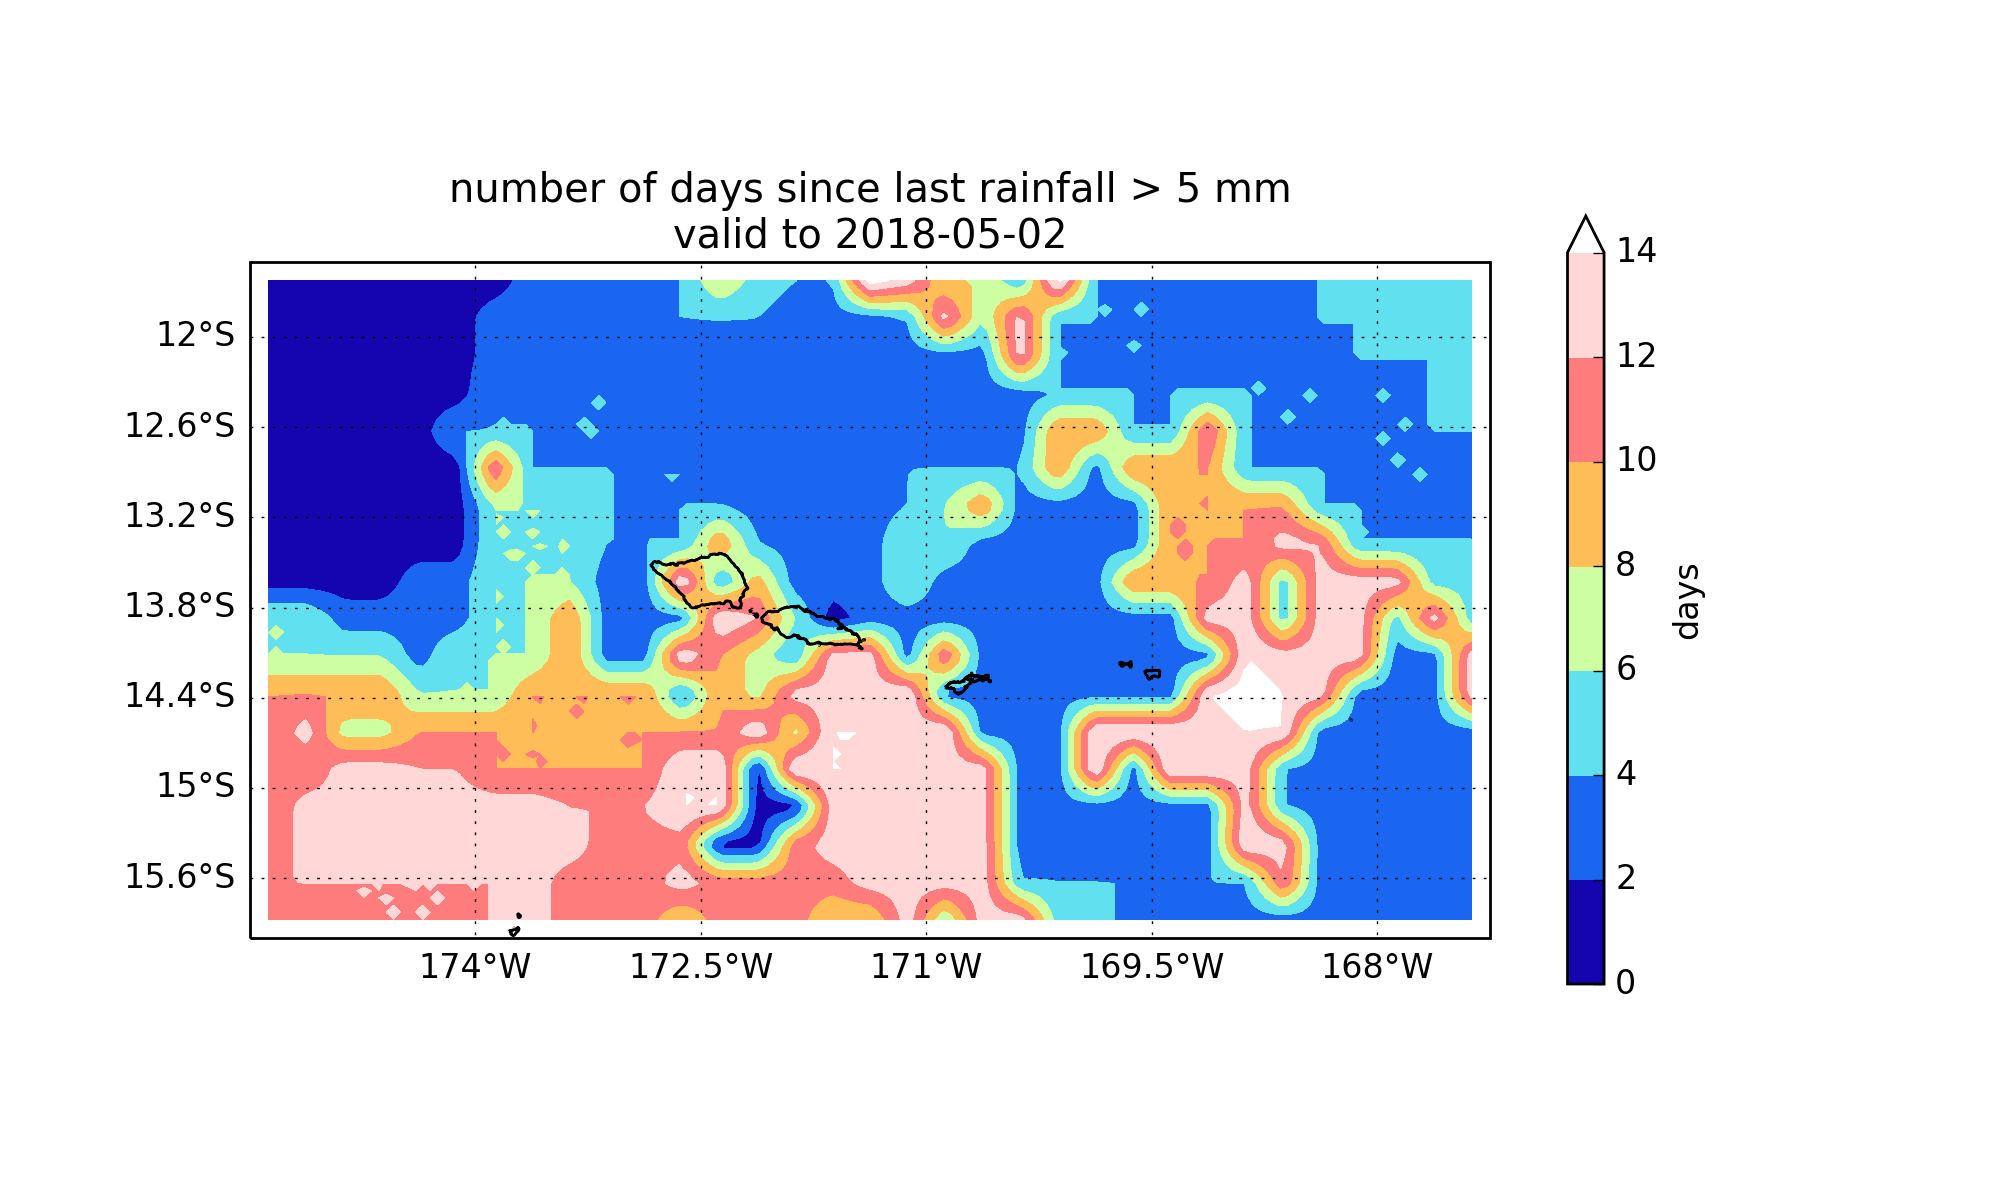 number of days since last rainfall > 5 mm
valid to 2018-05-02
12°S
12.6°S
13.2°S
13.8°S
14.4°S
15°S
15.6°S
174°W
172.5°W
171°W
169.5°W
168°W
14
12
10
8
6
4
2
0
days